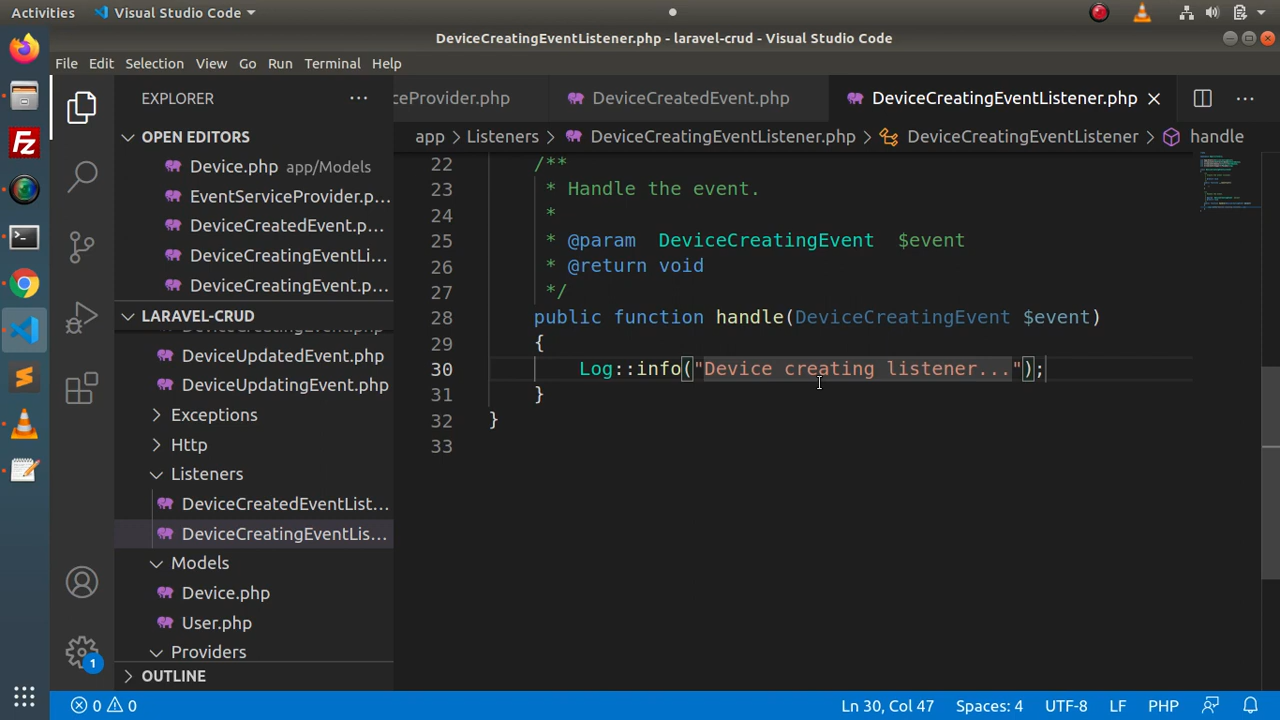 Activities
Visual Studio Code
DeviceCreatingEventListener.php - laravel-crud - Visual Studio Code
File Edit Selection View Go Run Terminal Help
EXPLORER
OPEN EDITORS
Device.php app/Models
EventServiceProvider.p...
DeviceCreatedEvent.p...
DeviceCreatingEventLi...
DeviceCreatingEvent.p...
LARAVEL-CRUD
DeviceCreatingEvent.php
DeviceUpdatedEvent.php
DeviceUpdatingEvent.php
Exceptions
Http
Listeners
DeviceCreatedEventList...
DeviceCreatingEventLis...
Models
Device.php
User.php
Providers
OUTLINE
ceProvider.php
DeviceCreatedEvent.php
DeviceCreatingEventListener.php
app > Listeners > DeviceCreatingEventListener.php > DeviceCreatingEventListener > handle
22 /**
23 * Handle the event.
24 *
25 * @param  DeviceCreatingEvent  $event
26 * @return void
27 */
28 public function handle(DeviceCreatingEvent $event)
29 {
30 Log::info("Device creating listener...");
31 }
32 }
33
1
0 0
Ln 30, Col 47
Spaces: 4
UTF-8
LF
PHP